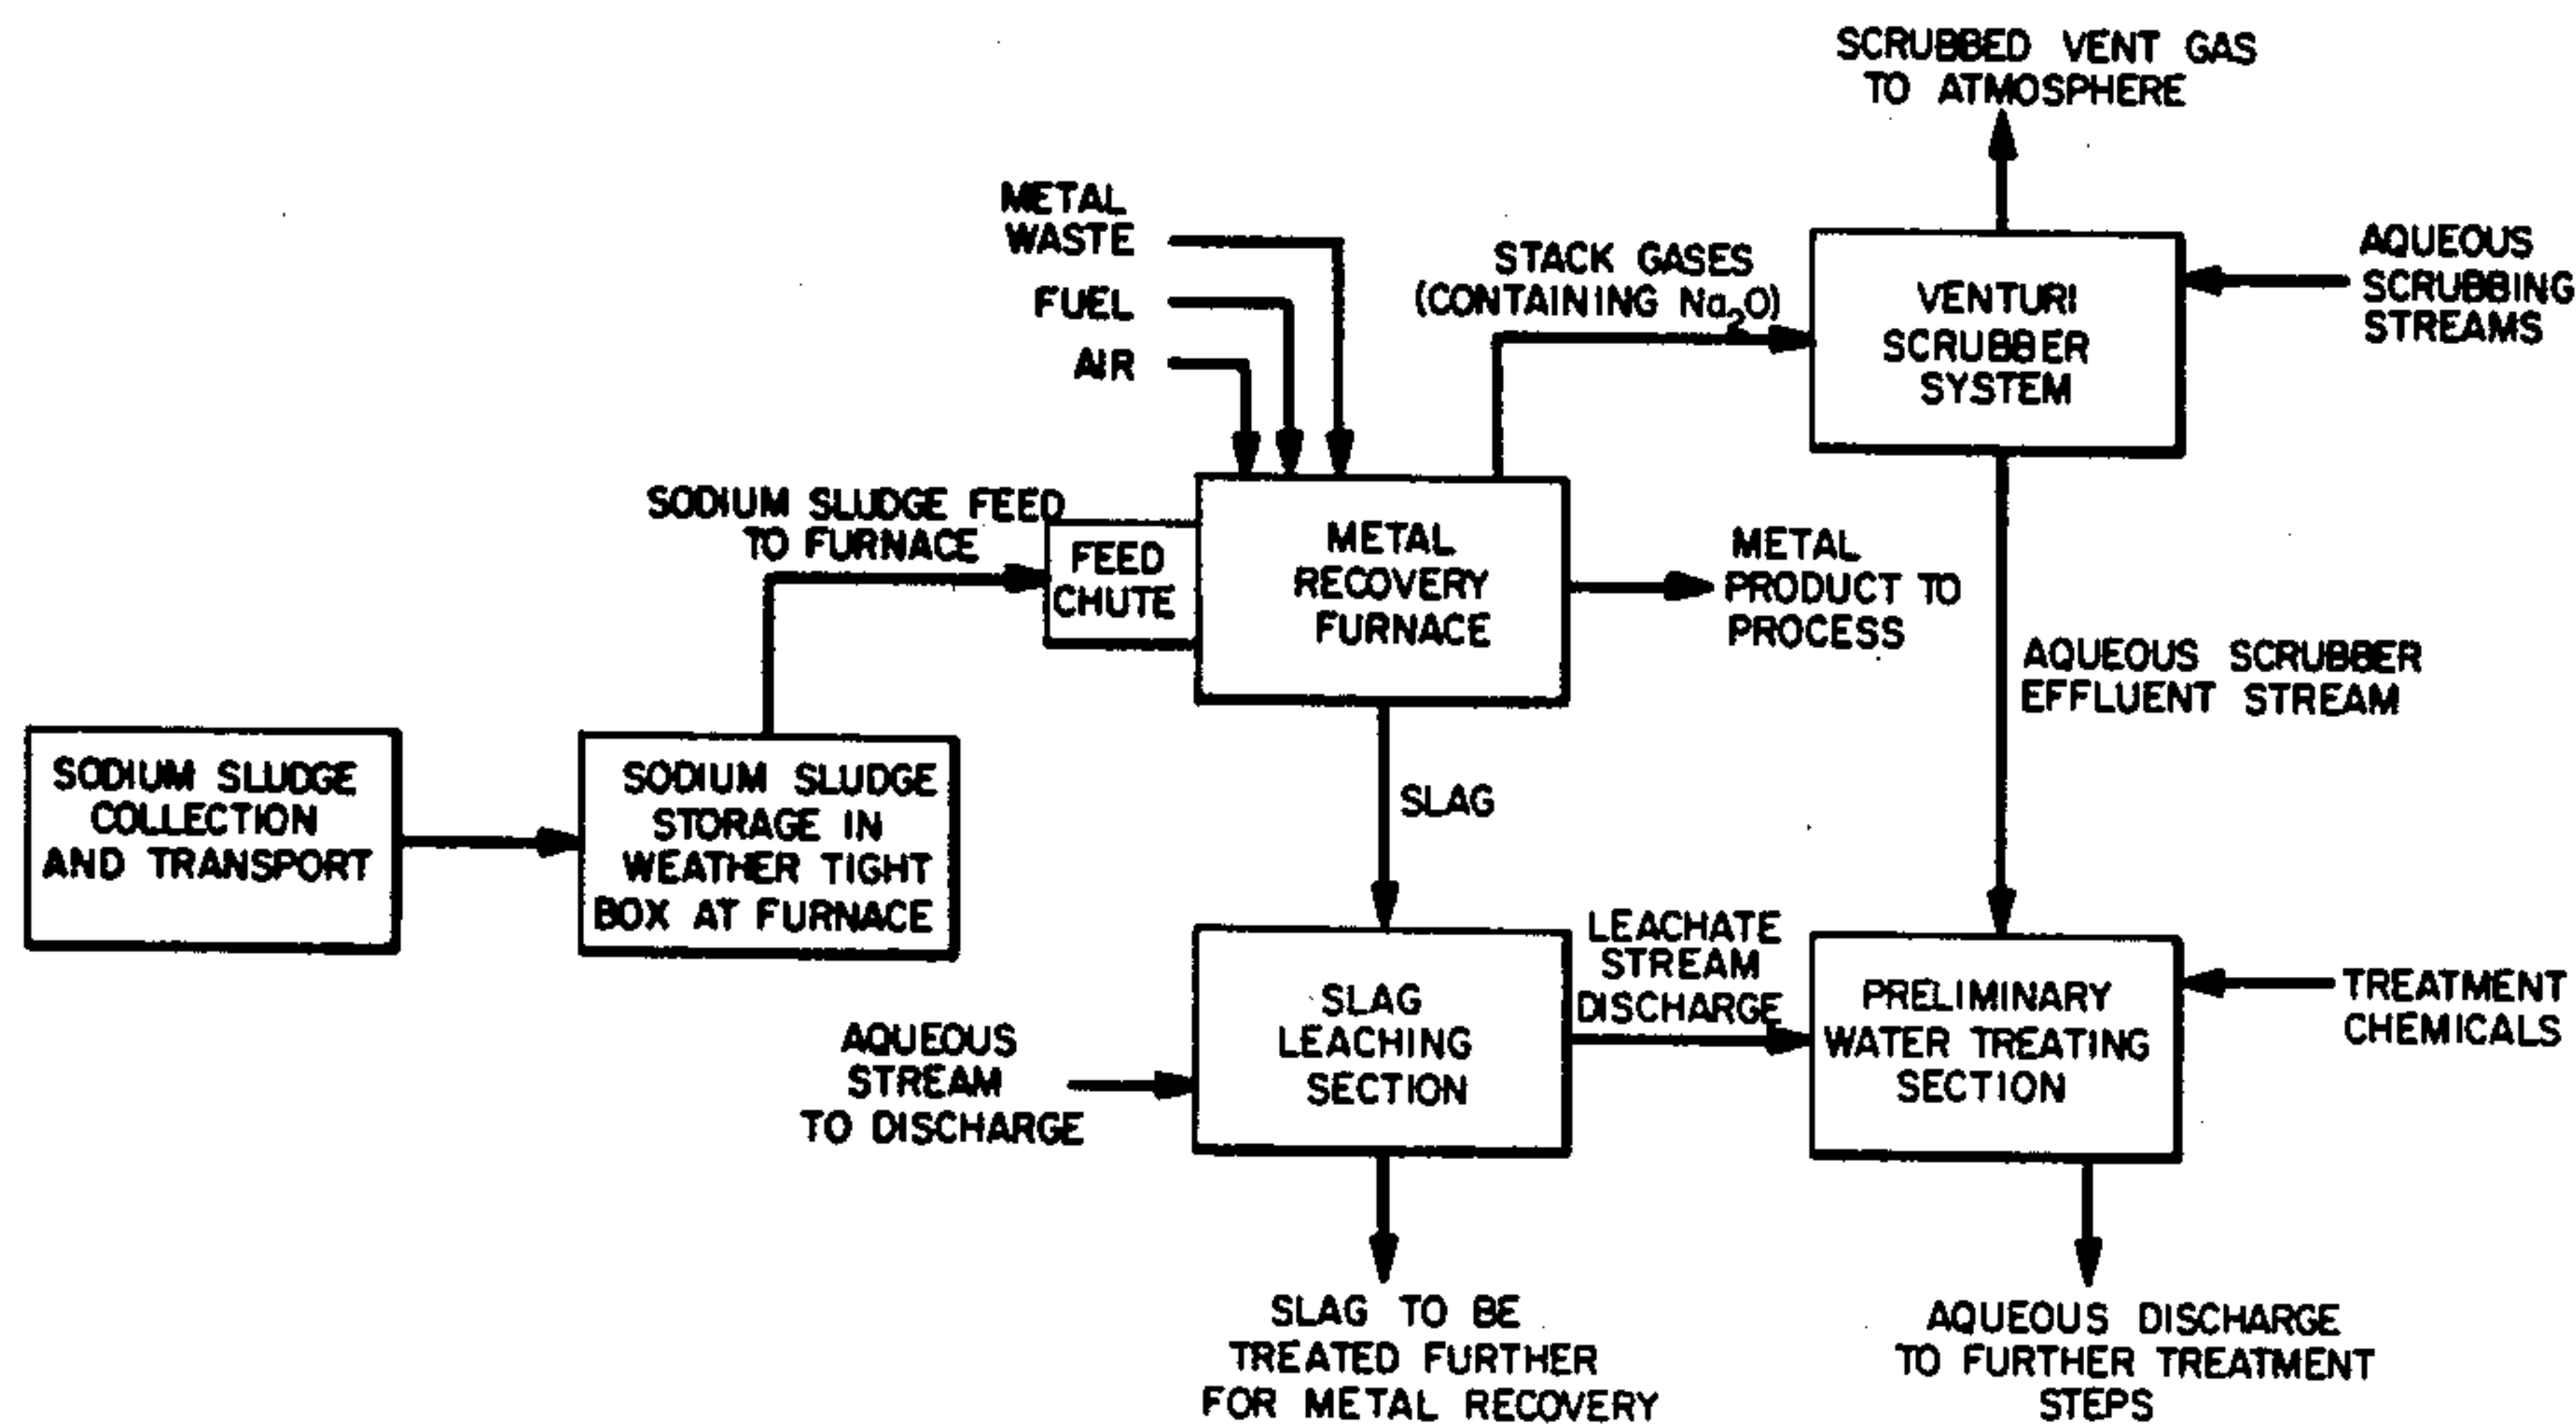 SCRUBBED VENT GAS
TO ATMOSPHERE
METAL
WASTE
FUEL
AIR
STACK GASES
(CONTAINING Na₂O)
VENTURI
SCRUBBER
SYSTEM
AQUEOUS
SCRUBBING
STREAMS
SODIUM SLUDGE FEED
TO FURNACE
FEED
CHUTE
METAL
RECOVERY
FURNACE
METAL
PRODUCT TO
PROCESS
AQUEOUS SCRUBBER
EFFLUENT STREAM
SODIUM SLUDGE
COLLECTION
AND TRANSPORT
SODIUM SLUDGE
STORAGE IN
WEATHER TIGHT
BOX AT FURNACE
SLAG
AQUEOUS
STREAM
TO DISCHARGE
SLAG
LEACHING
SECTION
LEACHATE
STREAM
DISCHARGE
PRELIMINARY
WATER TREATING
SECTION
TREATMENT
CHEMICALS
SLAG TO BE
TREATED FURTHER
FOR METAL RECOVERY
AQUEOUS DISCHARGE
TO FURTHER TREATMENT
STEPS